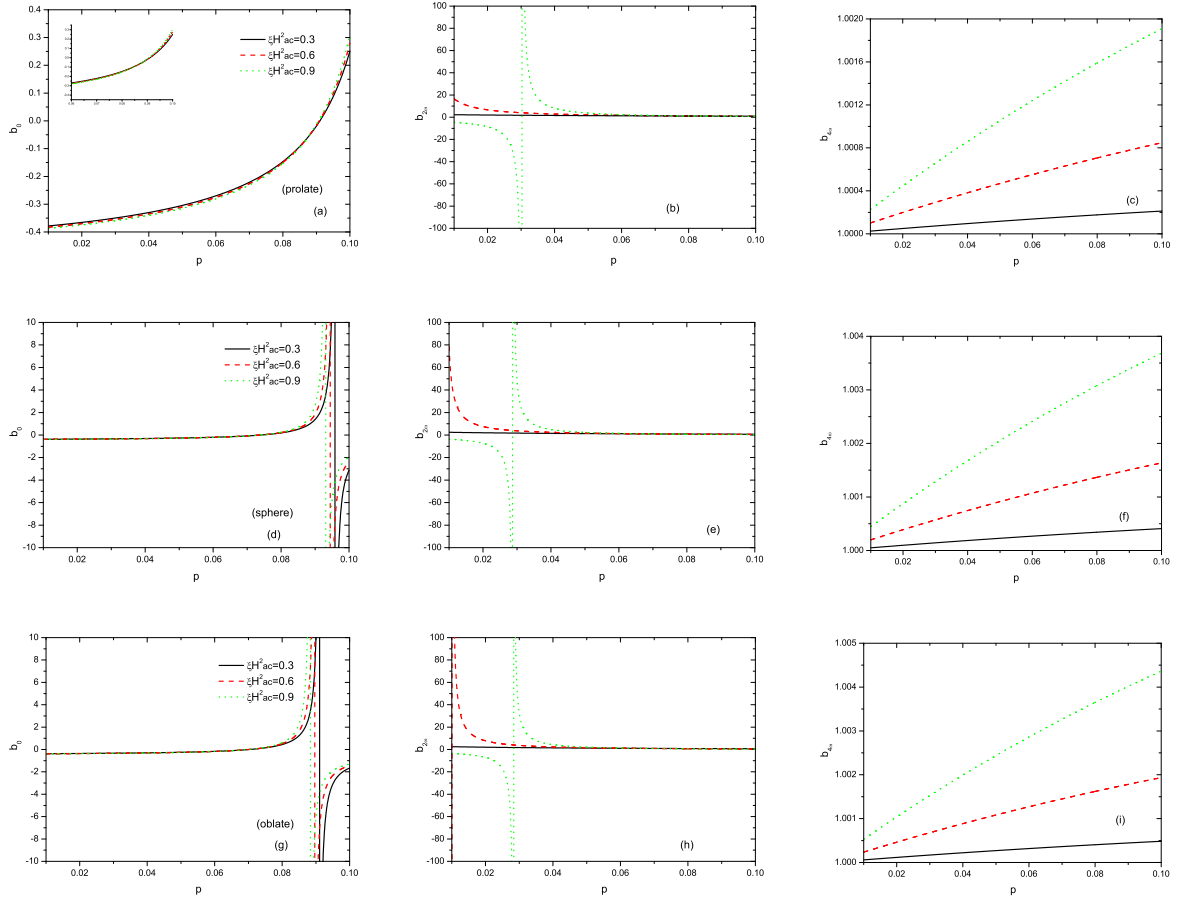 0.4
0.3
0.2
0.1
0.0
-0.1
-0.2
-0.3
-0.4
b0
ξH²ac=0.3
ξH²ac=0.6
ξH²ac=0.9
(prolate)
(a)
0.02 0.04 0.06 0.08 0.10
p
100
80
60
40
20
0
-20
-40
-60
-80
-100
b2ω
(b)
0.02 0.04 0.06 0.08 0.10
p
1.0020
1.0016
1.0012
1.0008
1.0004
1.0000
b4ω
(c)
0.02 0.04 0.06 0.08 0.10
p
10
8
6
4
2
0
-2
-4
-6
-8
-10
b0
ξH²ac=0.3
ξH²ac=0.6
ξH²ac=0.9
(sphere)
(d)
0.02 0.04 0.06 0.08 0.10
p
100
80
60
40
20
0
-20
-40
-60
-80
-100
b2ω
(e)
0.02 0.04 0.06 0.08 0.10
p
1.004
1.003
1.002
1.001
1.000
b4ω
(f)
0.02 0.04 0.06 0.08 0.10
p
10
8
6
4
2
0
-2
-4
-6
-8
-10
b0
ξH²ac=0.3
ξH²ac=0.6
ξH²ac=0.9
(oblate)
(g)
0.02 0.04 0.06 0.08 0.10
p
100
80
60
40
20
0
-20
-40
-60
-80
-100
b2ω
(h)
0.02 0.04 0.06 0.08 0.10
p
1.005
1.004
1.003
1.002
1.001
1.000
b4ω
(i)
0.02 0.04 0.06 0.08 0.10
p